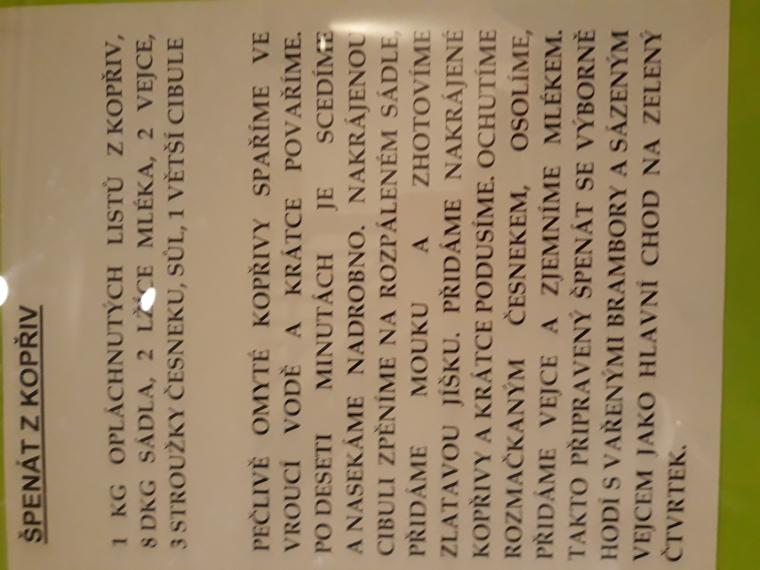 ŠPENÁT Z KOPŘIV
1 KG OPLÁCHNUTÝCH LISTŮ Z KOPŘIV,
8 DKG SÁDLA, 2 LŽÍCE MLÉKA, 2 VEJCE,
3 STROUŽKY ČESNEKU, SŮL, 1 VĚTŠÍ CIBULE
PEČLIVĚ OMYTÉ KOPŘIVY SPAŘÍME VE
VROUCÍ VODĚ A KRÁTCE POVAŘÍME.
PO DESETI MINUTÁCH JE SCEDÍME
A NASEKÁME NADROBNO. NAKRÁJENOU
CIBULI ZPĚNÍME NA ROZPÁLENÉM SÁDLE,
PŘIDÁME MOUKU A ZHOTOVÍME
ZLATAVOU JÍŠKU. PŘIDÁME NAKRÁJENÉ
KOPŘIVY A KRÁTCE PODUSÍME. OCHUTÍME
ROZMAČKANÝM ČESNEKEM, OSOLÍME,
PŘIDÁME VEJCE A ZJEMNÍME MLÉKEM.
TAKTO PŘIPRAVENÝ ŠPENÁT SE VÝBORNĚ
HODÍ S VAŘENÝMI BRAMBORY A SÁZENÝM
VEJCEM JAKO HLAVNÍ CHOD NA ZELENÝ
ČTVRTEK.